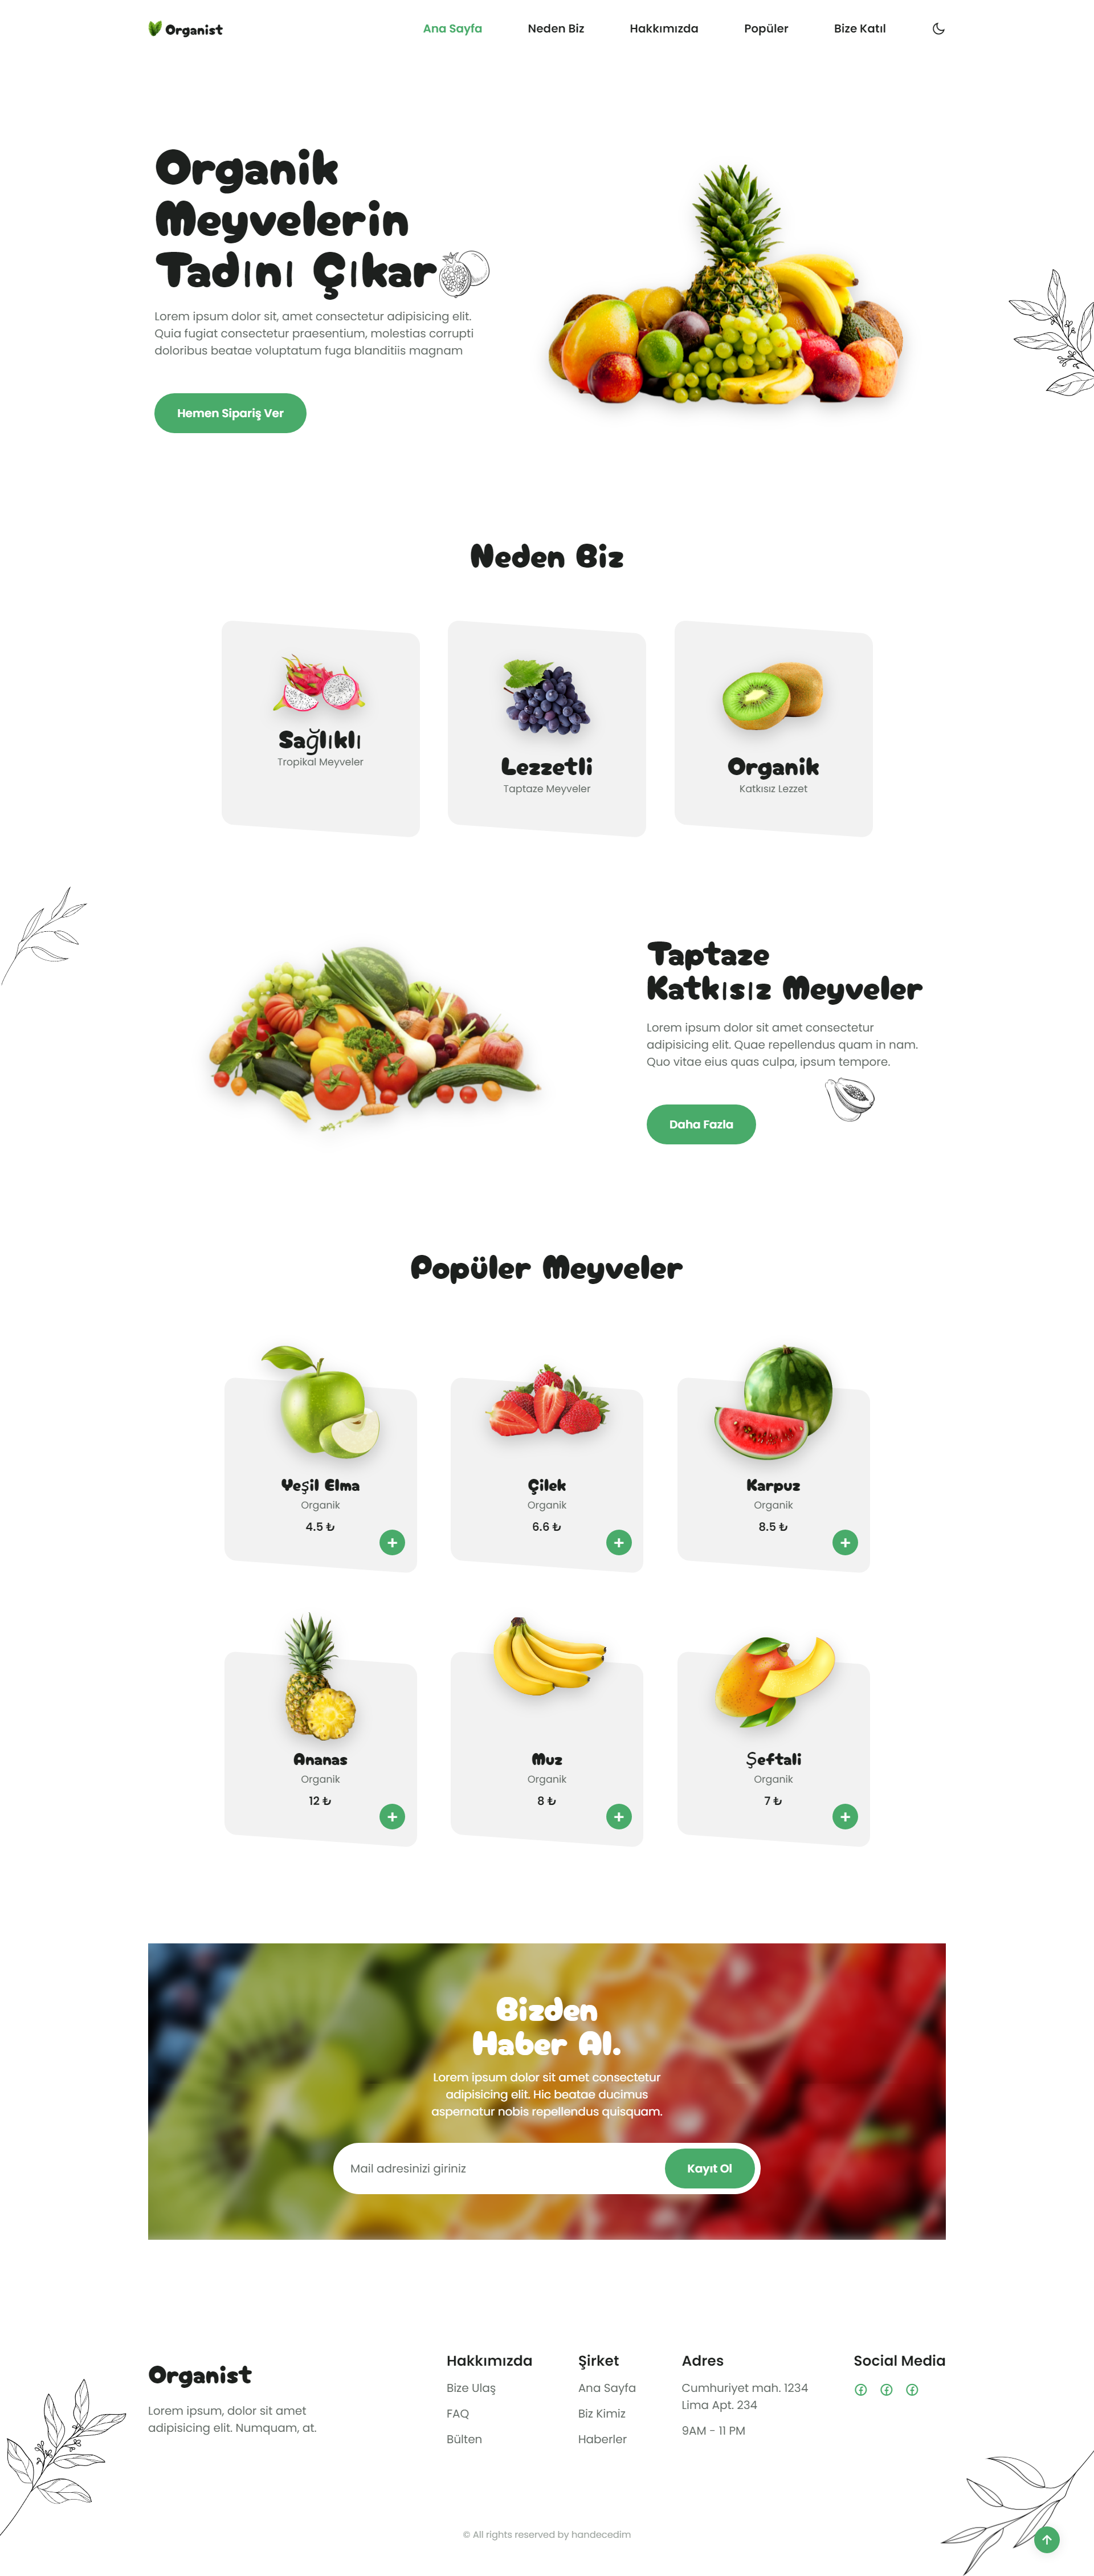 Organist
Ana Sayfa
Neden Biz
Hakkımızda
Popüler
Bize Katıl
Organik
Meyvelerin
Tadını Çıkar
Lorem ipsum dolor sit, amet consectetur adipisicing elit.
Quia fugiat consectetur praesentium, molestias corrupti
doloribus beatae voluptatum fuga blanditiis magnam
Hemen Sipariş Ver
Neden Biz
Sağlıklı
Tropikal Meyveler
Lezzetli
Taptaze Meyveler
Organik
Katkısız Lezzet
Taptaze
Katkısız Meyveler
Lorem ipsum dolor sit amet consectetur
adipisicing elit. Quae repellendus quam in nam.
Quo vitae eius quas culpa, ipsum tempore.
Daha Fazla
Popüler Meyveler
Yeşil Elma
Organik
4.5 ₺
Çilek
Organik
6.6 ₺
Karpuz
Organik
8.5 ₺
Ananas
Organik
12 ₺
Muz
Organik
8 ₺
Şeftali
Organik
7 ₺
Bizden
Haber Al.
Lorem ipsum dolor sit amet consectetur
adipisicing elit. Hic beatae ducimus
aspernatur nobis repellendus quisquam.
Mail adresinizi giriniz
Kayıt Ol
Organist
Lorem ipsum, dolor sit amet
adipisicing elit. Numquam, at.
Hakkımızda
Bize Ulaş
FAQ
Bülten
Şirket
Ana Sayfa
Biz Kimiz
Haberler
Adres
Cumhuriyet mah. 1234
Lima Apt. 234
9AM - 11 PM
Social Media
© All rights reserved by handecedim